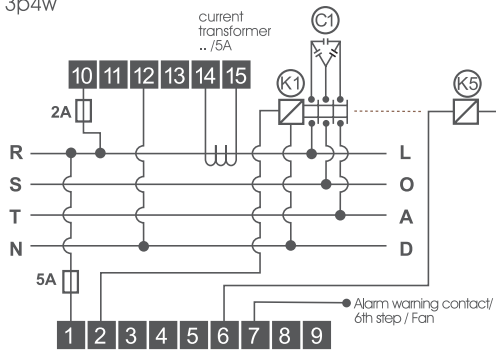 3p4w
current
transformer
.. /5A
C1
10 11 12 13 14 15
K1
K5
2A
R
L
S
O
T
A
N
D
5A
Alarm warning contact/
6th step / Fan
1 2 3 4 5 6 7 8 9